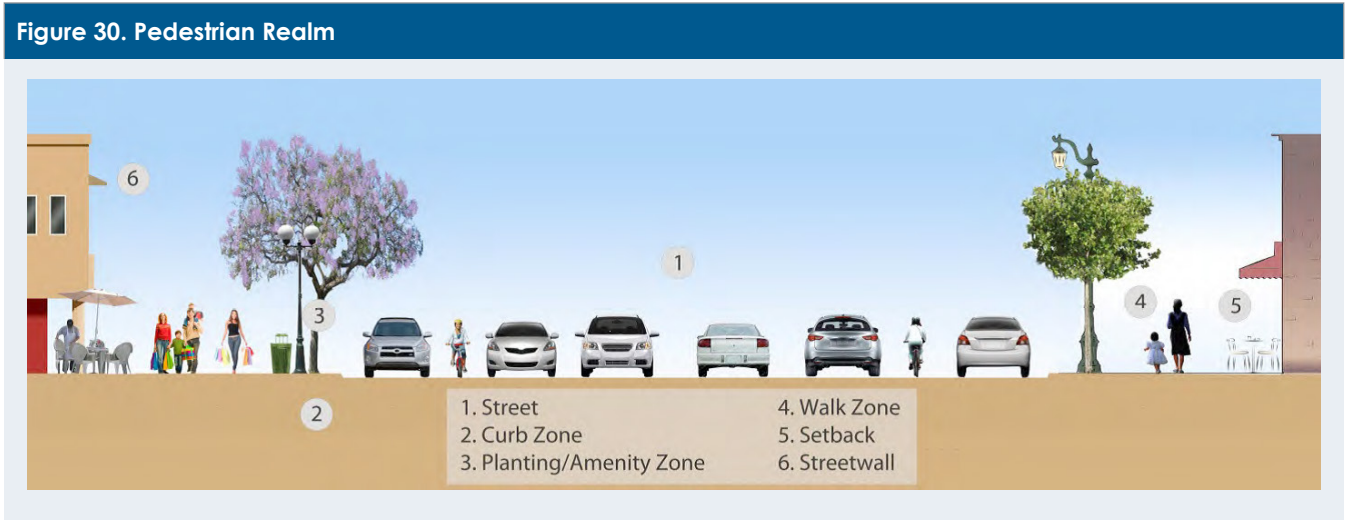 Figure 30. Pedestrian Realm
6
1
3
4
5
2
1. Street
2. Curb Zone
3. Planting/Amenity Zone
4. Walk Zone
5. Setback
6. Streetwall